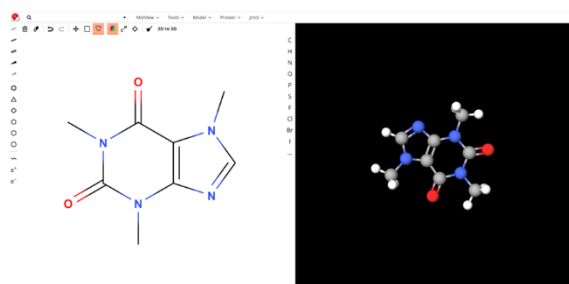 MolView Tools Model Protein Jmol
2D to 3D
C
H
N
O
P
S
F
Cl
Br
I
...
O
N
N
O
N
N
e+
e-